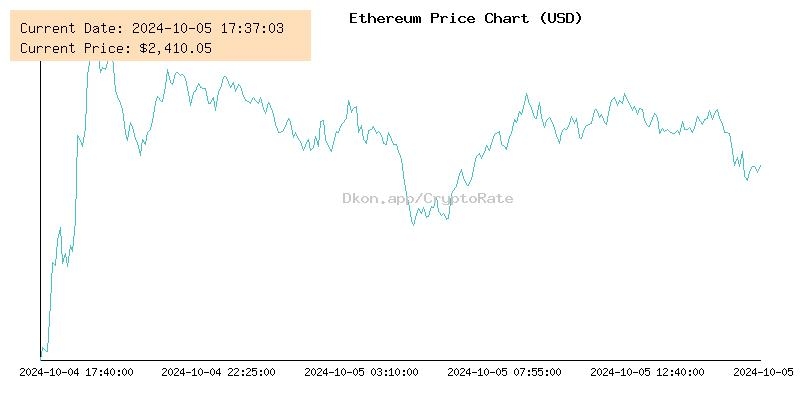 Ethereum Price Chart (USD)
Current Date: 2024-10-05 17:37:03
Current Price: $2,410.05
Dkon.app/CryptoRate
2024-10-04 17:40:00 2024-10-04 22:25:00 2024-10-05 03:10:00 2024-10-05 07:55:00 2024-10-05 12:40:00 2024-10-05